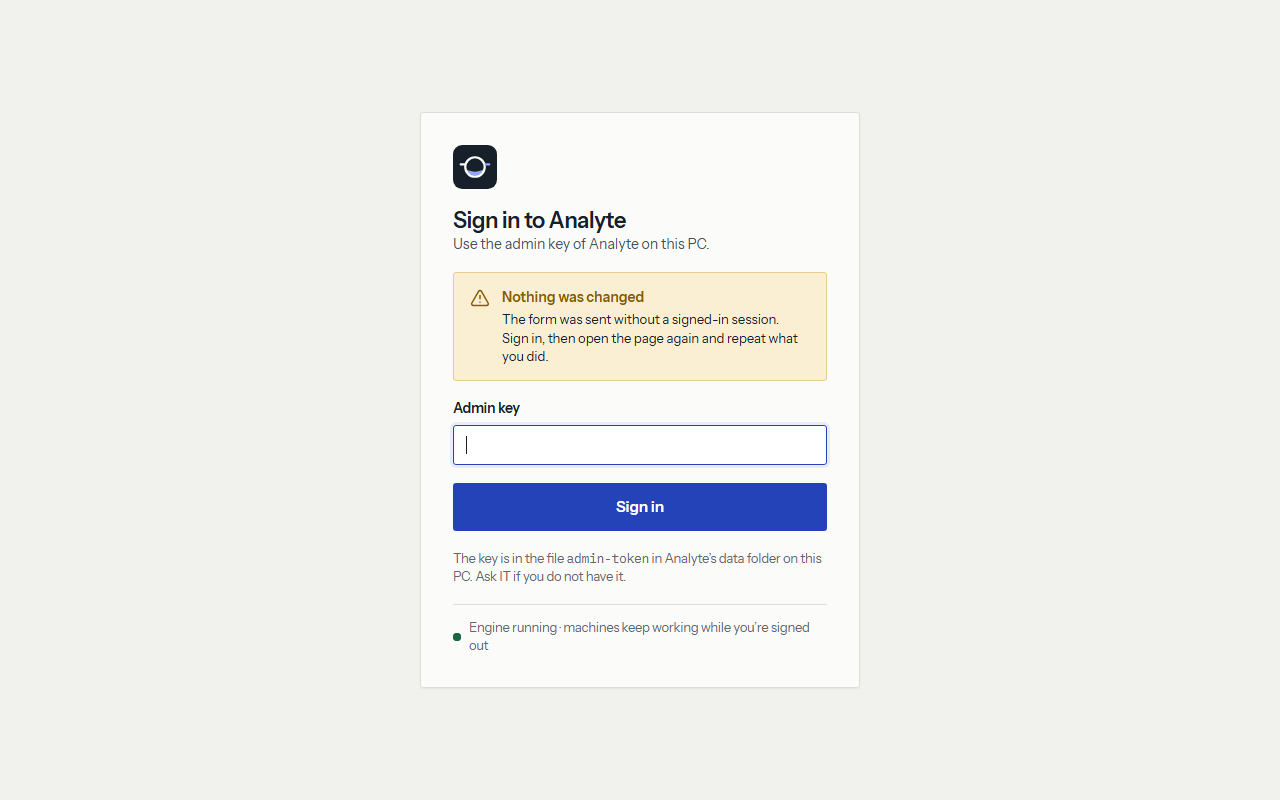 Sign in to Analyte
Use the admin key of Analyte on this PC.
Nothing was changed
The form was sent without a signed-in session.
Sign in, then open the page again and repeat what
you did.
Admin key
Sign in
The key is in the file admin-token in Analyte's data folder on this
PC. Ask IT if you do not have it.
Engine running · machines keep working while you're signed
out